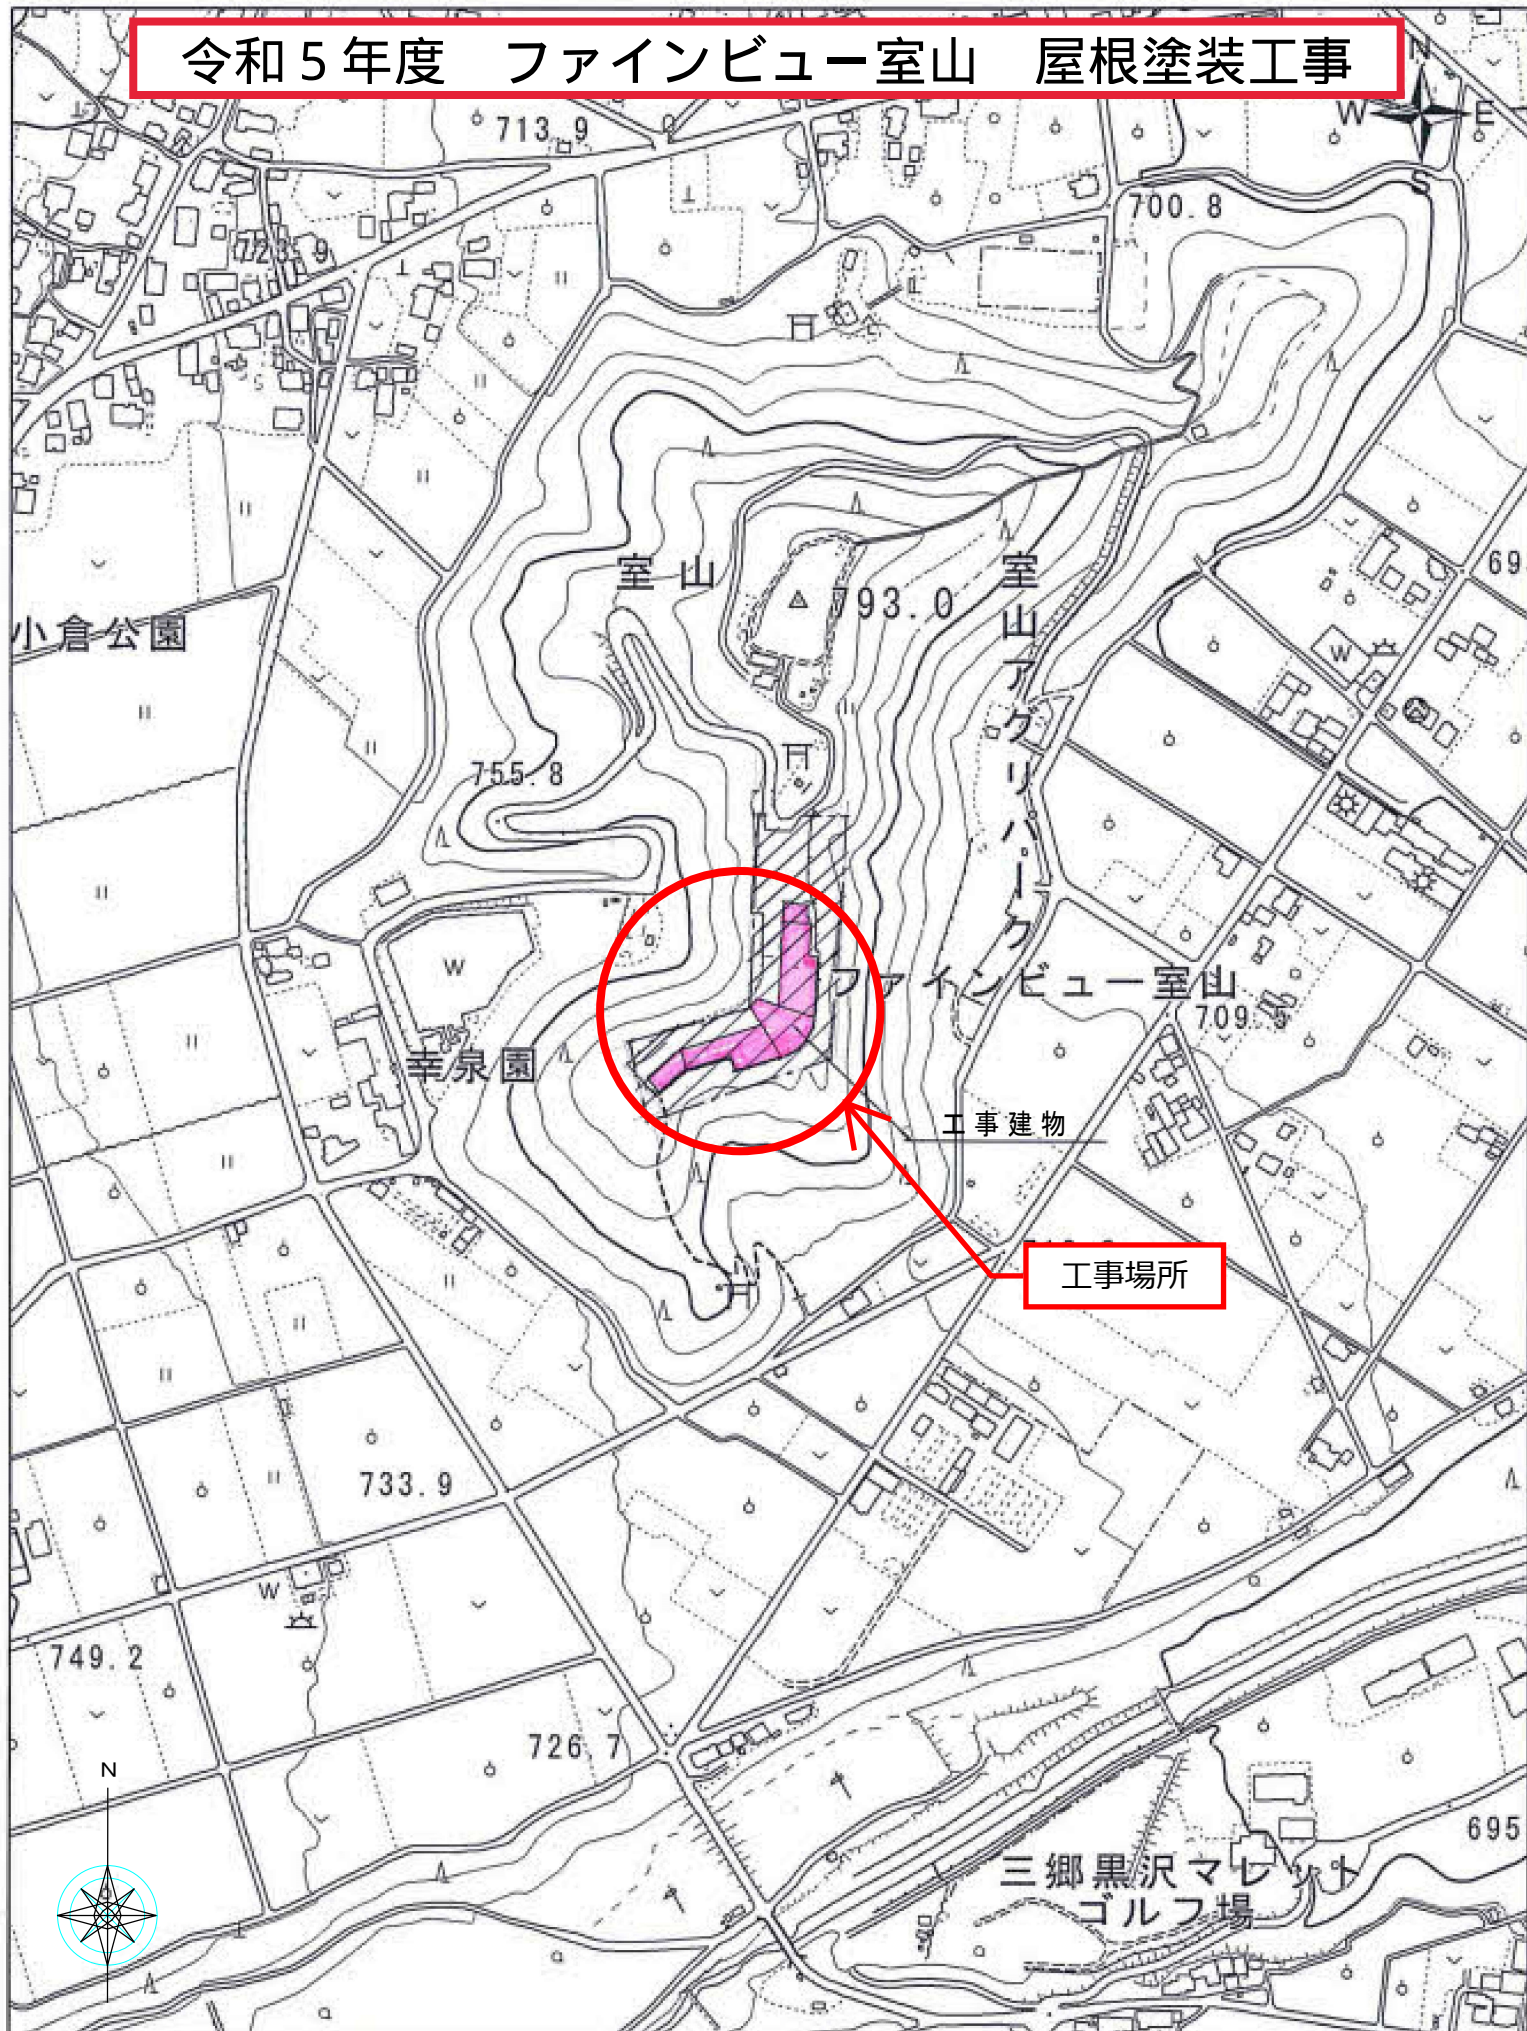 令和５年度　ファインビュー室山　屋根塗装工事
N
W
E
713.9
700.8
723.9
室山
793.0
室山アグリパーク
69
小倉公園
W
755.8
W
ファインビュー室山
709.5
幸泉園
工事建物
工事場所
733.9
W
749.2
726.7
N
695
三郷黒沢マレット
ゴルフ場